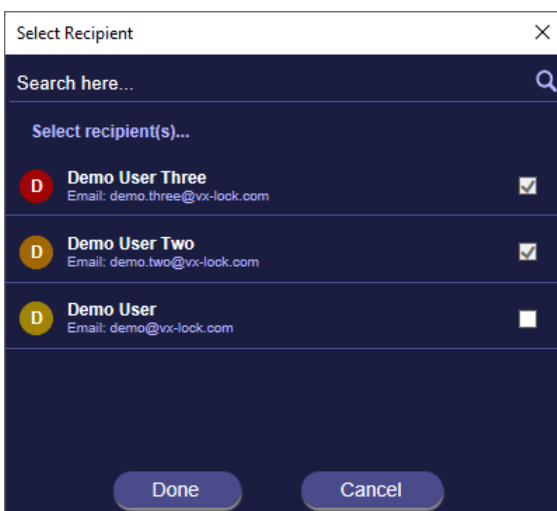 Select Recipient
Search here...
Select recipient(s)...
D
Demo User Three
Email: demo.three@vx-lock.com
D
Demo User Two
Email: demo.two@vx-lock.com
D
Demo User
Email: demo@vx-lock.com
Done Cancel